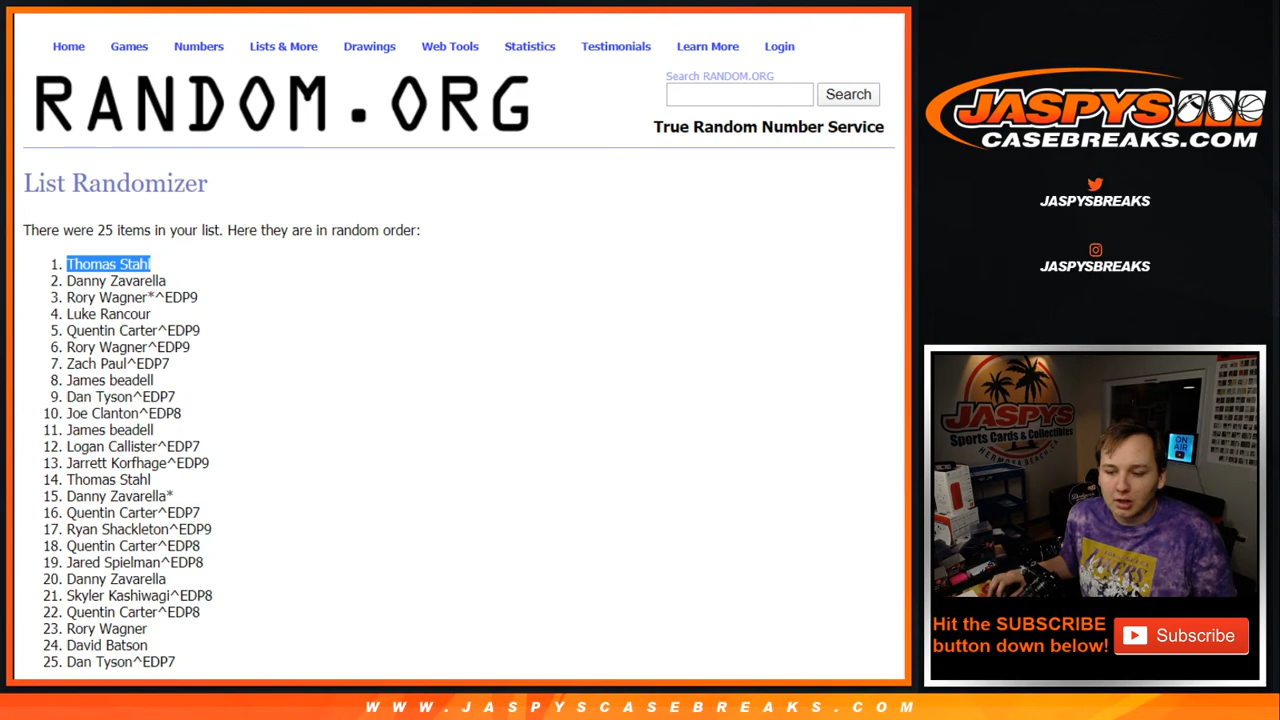 Home Games Numbers Lists & More Drawings Web Tools Statistics Testimonials Learn More Login
RANDOM.ORG
Search RANDOM.ORG
Search
True Random Number Service
List Randomizer
There were 25 items in your list. Here they are in random order:
1. Thomas Stahl
2. Danny Zavarella
3. Rory Wagner*^EDP9
4. Luke Rancour
5. Quentin Carter^EDP9
6. Rory Wagner^EDP9
7. Zach Paul^EDP7
8. James beadell
9. Dan Tyson^EDP7
10. Joe Clanton^EDP8
11. James beadell
12. Logan Callister^EDP7
13. Jarrett Korfhage^EDP9
14. Thomas Stahl
15. Danny Zavarella*
16. Quentin Carter^EDP7
17. Ryan Shackleton^EDP9
18. Quentin Carter^EDP8
19. Jared Spielman^EDP8
20. Danny Zavarella
21. Skyler Kashiwagi^EDP8
22. Quentin Carter^EDP8
23. Rory Wagner
24. David Batson
25. Dan Tyson^EDP7
JASPYS
CASEBREAKS.COM
JASPYSBREAKS
JASPYSBREAKS
JASPYS
Sports Cards & Collectibles
HERMOSA BEACH, CA
ON
AIR
Dodgers
Hit the SUBSCRIBE
button down below!
Subscribe
WWW.JASPYSCASEBREAKS.COM